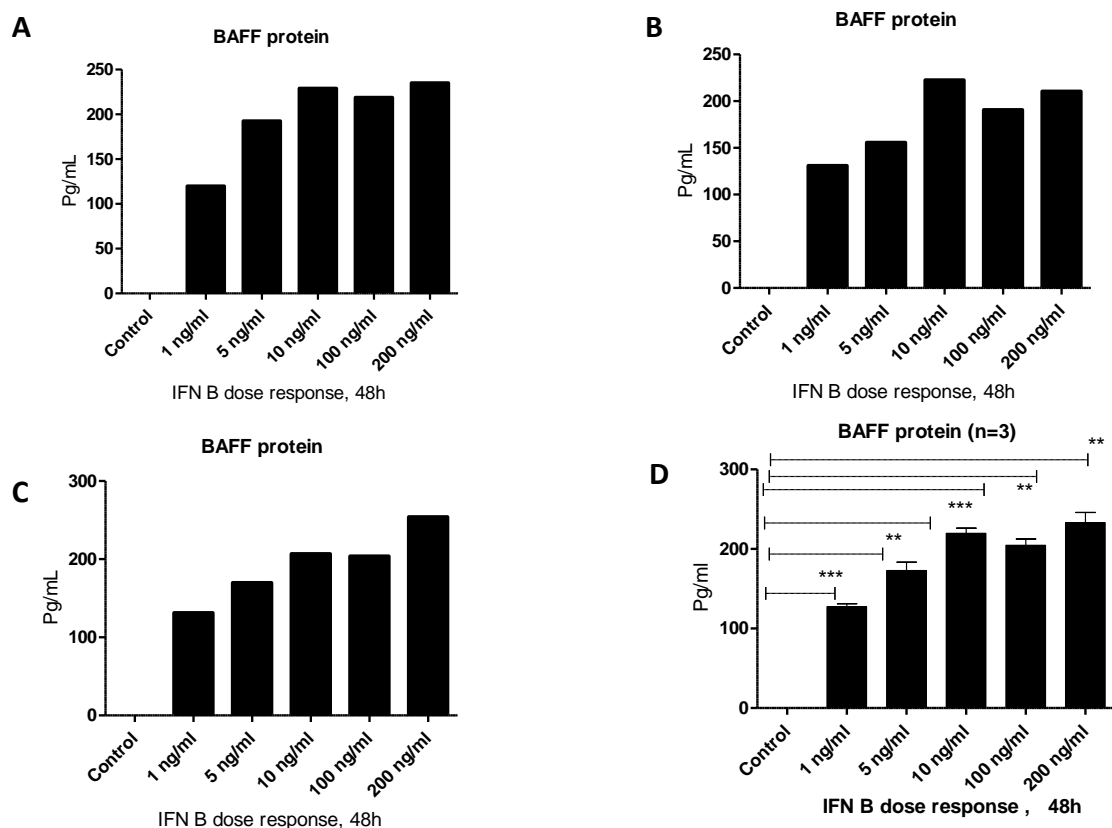 A
BAFF protein
250
200
150
100
50
0
Pg/mL
Control
1 ng/ml
5 ng/ml
10 ng/ml
100 ng/ml
200 ng/ml
IFN B dose response, 48h
B
BAFF protein
250
200
150
100
50
0
Pg/mL
Control
1 ng/ml
5 ng/ml
10 ng/ml
100 ng/ml
200 ng/ml
IFN B dose response, 48h
C
BAFF protein
300
200
100
0
Pg/mL
Control
1 ng/ml
5 ng/ml
10 ng/ml
100 ng/ml
200 ng/ml
IFN B dose response, 48h
D
BAFF protein (n=3)
300
200
100
0
Pg/ml
***
**
***
**
**
Control
1 ng/ml
5 ng/ml
10 ng/ml
100 ng/ml
200 ng/ml
IFN B dose response , 48h